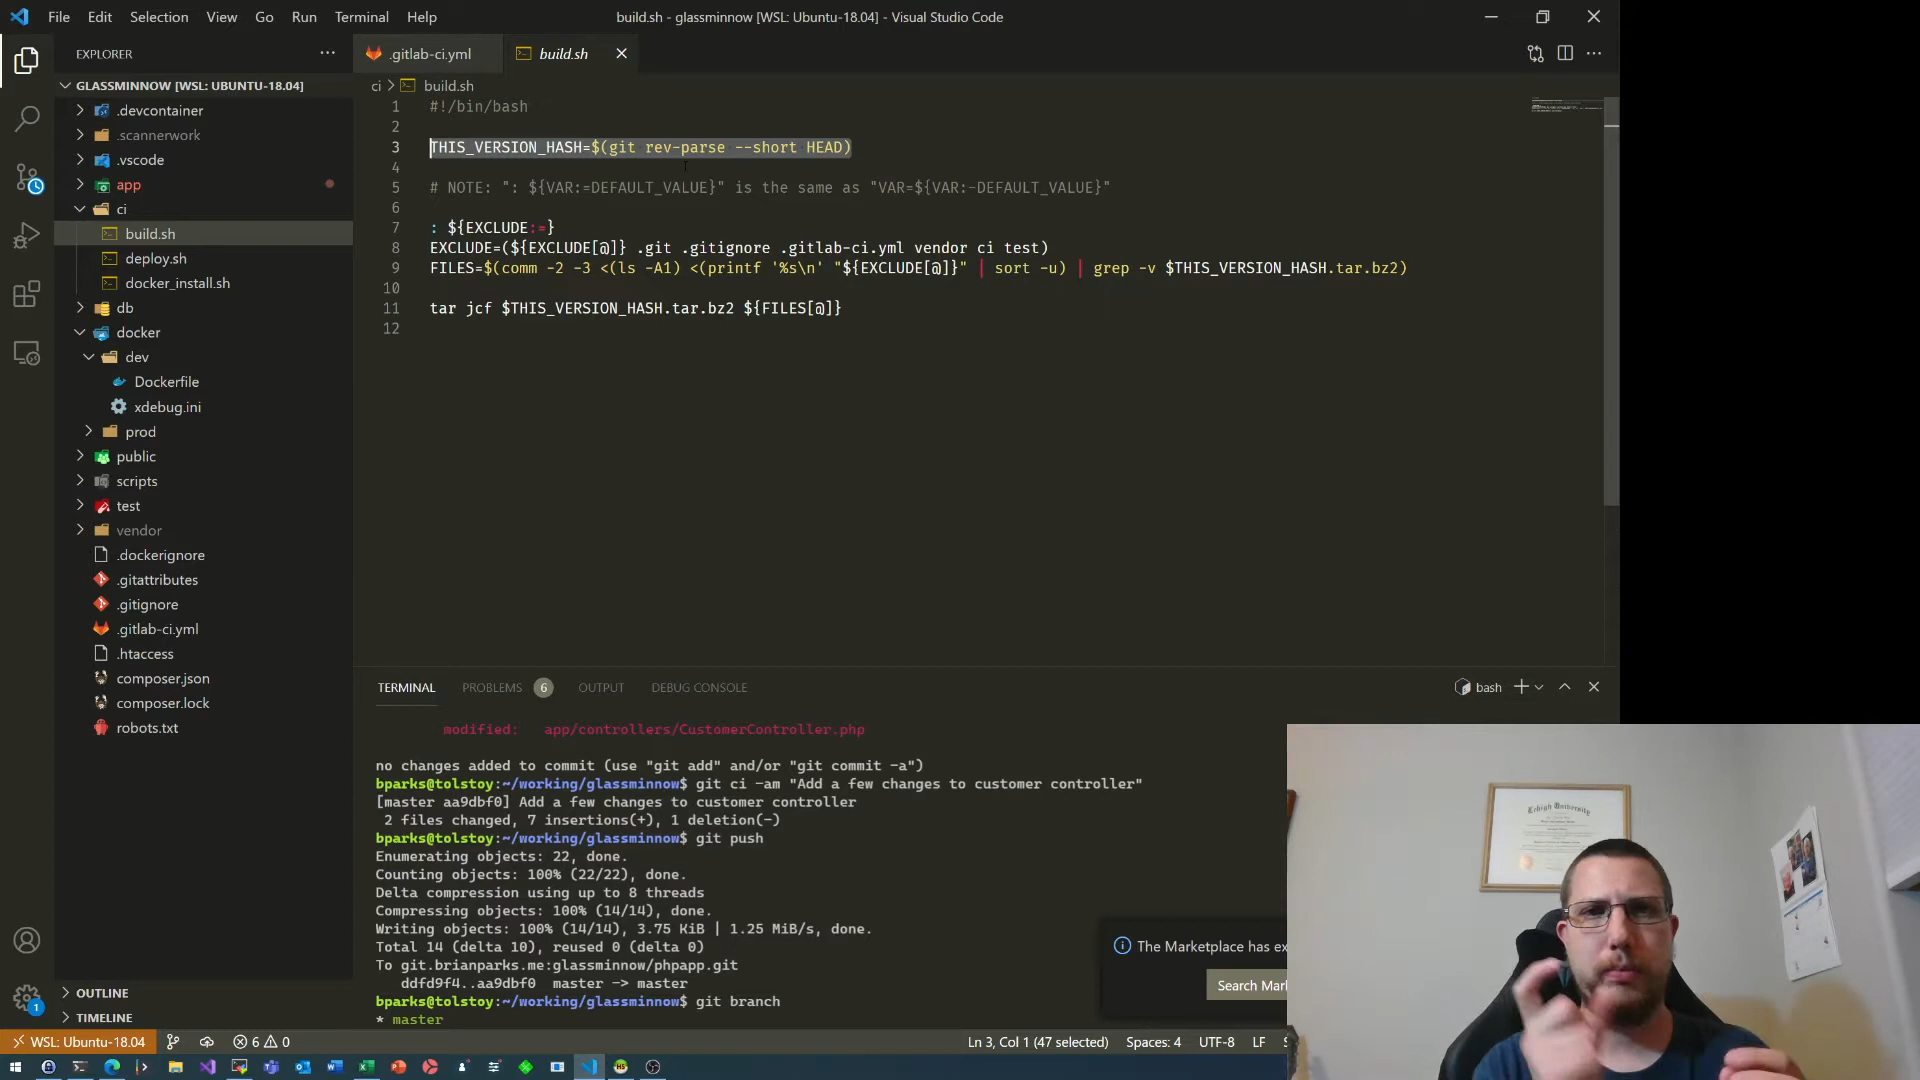 File Edit Selection View Go Run Terminal Help
build.sh - glassminnow [WSL: Ubuntu-18.04] - Visual Studio Code
EXPLORER
GLASSMINNOW [WSL: UBUNTU-18.04]
.devcontainer
.scannerwork
.vscode
app
ci
build.sh
deploy.sh
docker_install.sh
db
docker
dev
Dockerfile
xdebug.ini
prod
public
scripts
test
vendor
.dockerignore
.gitattributes
.gitignore
.gitlab-ci.yml
.htaccess
composer.json
composer.lock
robots.txt
OUTLINE
TIMELINE
.gitlab-ci.yml build.sh
ci build.sh
1 #!/bin/bash
2
3 THIS_VERSION_HASH=$(git rev-parse --short HEAD)
4
5 # NOTE: ": ${VAR:=DEFAULT_VALUE}" is the same as "VAR=${VAR:-DEFAULT_VALUE}"
6
7 : ${EXCLUDE:=}
8 EXCLUDE=(${EXCLUDE[@]} .git .gitignore .gitlab-ci.yml vendor ci test)
9 FILES=$(comm -2 -3 <(ls -A1) <(printf '%s\n' "${EXCLUDE[@]}" | sort -u) | grep -v $THIS_VERSION_HASH.tar.bz2)
10
11 tar jcf $THIS_VERSION_HASH.tar.bz2 ${FILES[@]}
12
TERMINAL PROBLEMS 6 OUTPUT DEBUG CONSOLE
bash
modified: app/controllers/CustomerController.php
no changes added to commit (use "git add" and/or "git commit -a")
bparks@tolstoy:~/working/glassminnow$ git ci -am "Add a few changes to customer controller"
[master aa9dbf0] Add a few changes to customer controller
2 files changed, 7 insertions(+), 1 deletion(-)
bparks@tolstoy:~/working/glassminnow$ git push
Enumerating objects: 22, done.
Counting objects: 100% (22/22), done.
Delta compression using up to 8 threads
Compressing objects: 100% (14/14), done.
Writing objects: 100% (14/14), 3.75 KiB | 1.25 MiB/s, done.
Total 14 (delta 10), reused 0 (delta 0)
To git.brianparks.me:glassminnow/phpapp.git
ddfd9f4..aa9dbf0 master -> master
bparks@tolstoy:~/working/glassminnow$ git branch
* master
The Marketplace has ex
Search Mark
Lehigh University
1
WSL: Ubuntu-18.04
6 0
Ln 3, Col 1 (47 selected) Spaces: 4 UTF-8 LF